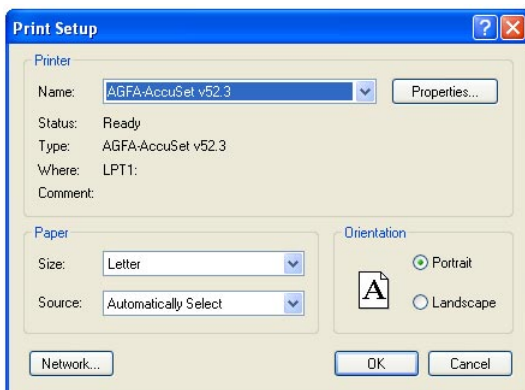 Print Setup
Printer
Name: AGFA-AccuSet v52.3 Properties...
Status: Ready
Type: AGFA-AccuSet v52.3
Where: LPT1:
Comment:
Paper
Size: Letter
Source: Automatically Select
Orientation
A
Portrait
Landscape
Network... OK Cancel